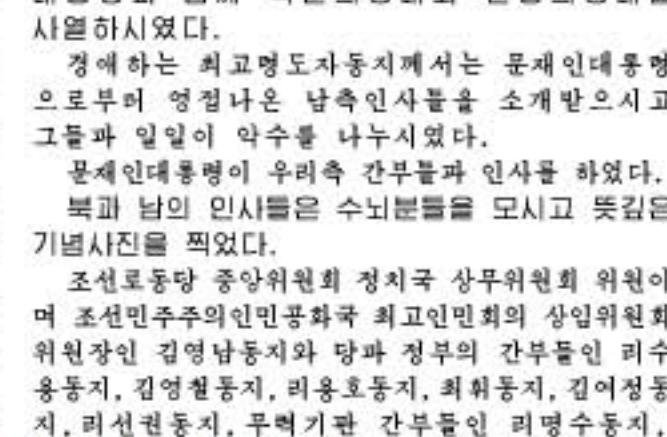 사열하시였다.
경애하는 최고령도자동지께서는 문재인대통령
으로부터 영접나온 남측인사들을 소개받으시고
그들과 일일이 악수를 나누시였다.
문재인대통령이 우리측 간부들과 인사를 하였다.
북과 남의 인사들은 수뇌분들을 모시고 뜻깊은
기념사진을 찍었다.
조선로동당 중앙위원회 정치국 상무위원회 위원이
며 조선민주주의인민공화국 최고인민회의 상임위원회
위원장인 김영남동지와 당과 정부의 간부들인 리수
용동지, 김영철동지, 리용호동지, 최휘동지, 김여정동
지, 리선권동지, 무력기관 간부들인 리명수동지,